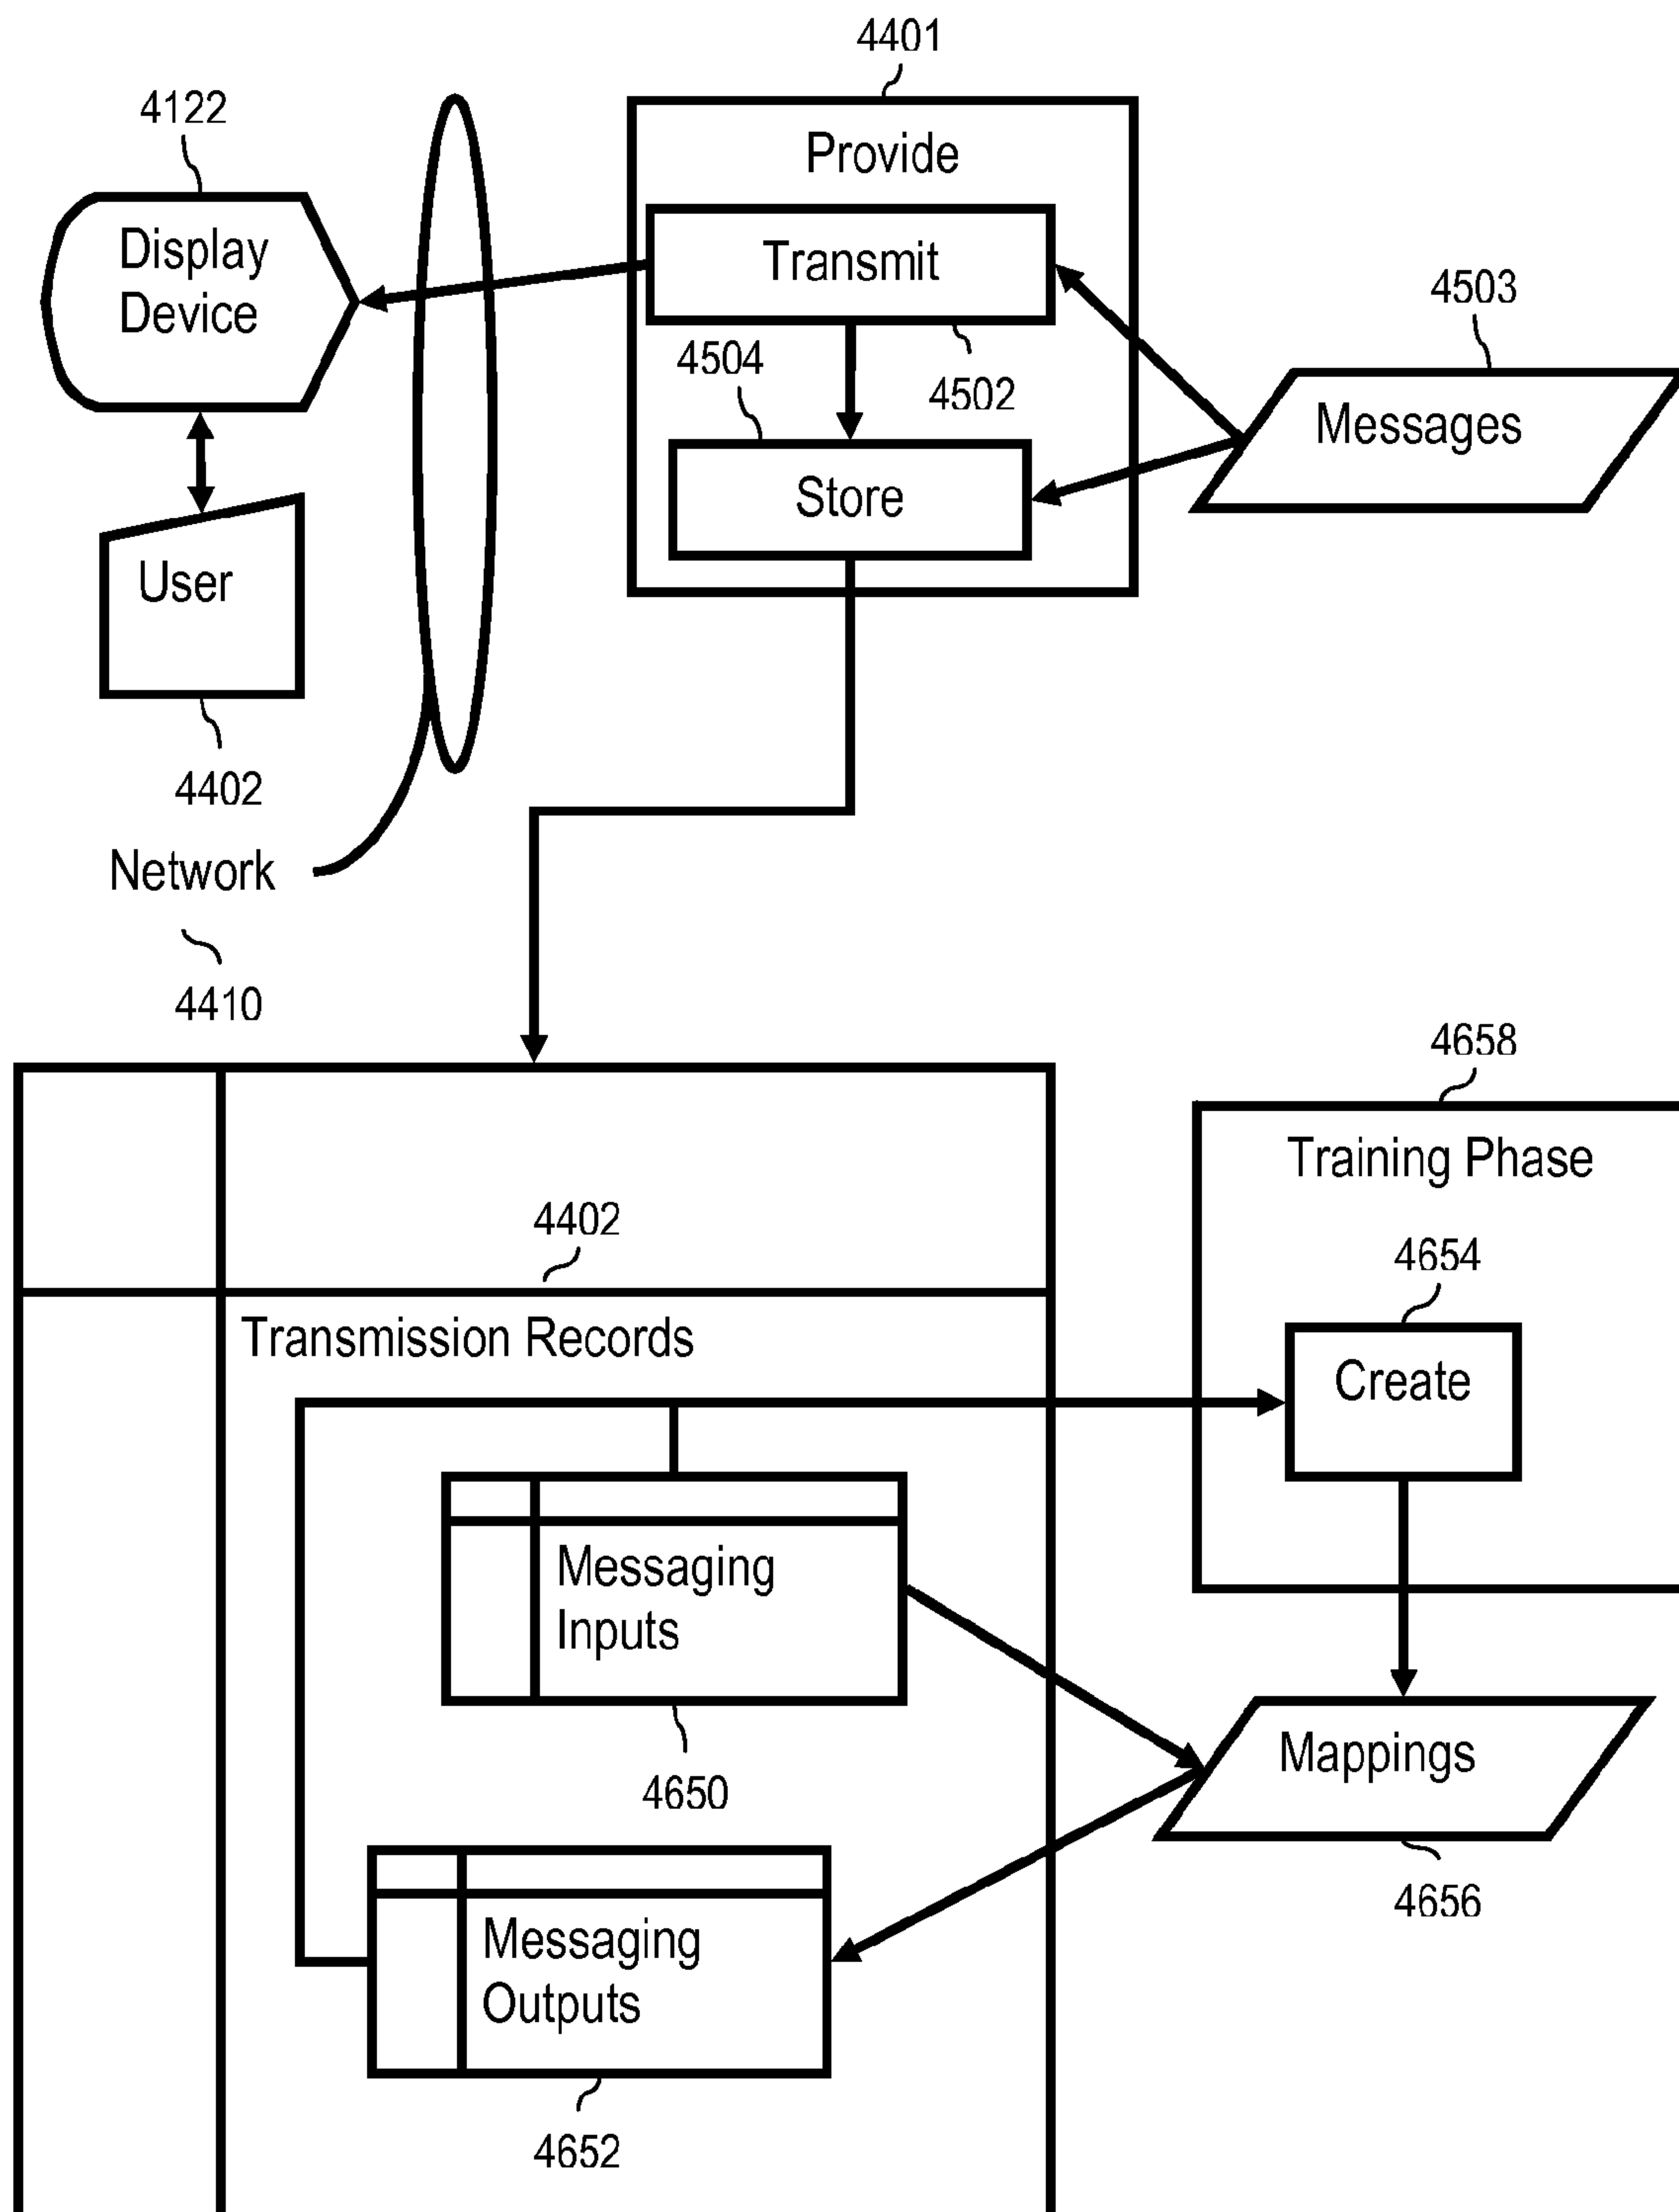 4401
4122
Provide
Display
Device
Transmit
4503
4504
4502
Messages
Store
User
4402
Network
4410
4658
Training Phase
4402
4654
Transmission Records
Create
Messaging
Inputs
Mappings
4650
4656
Messaging
Outputs
4652